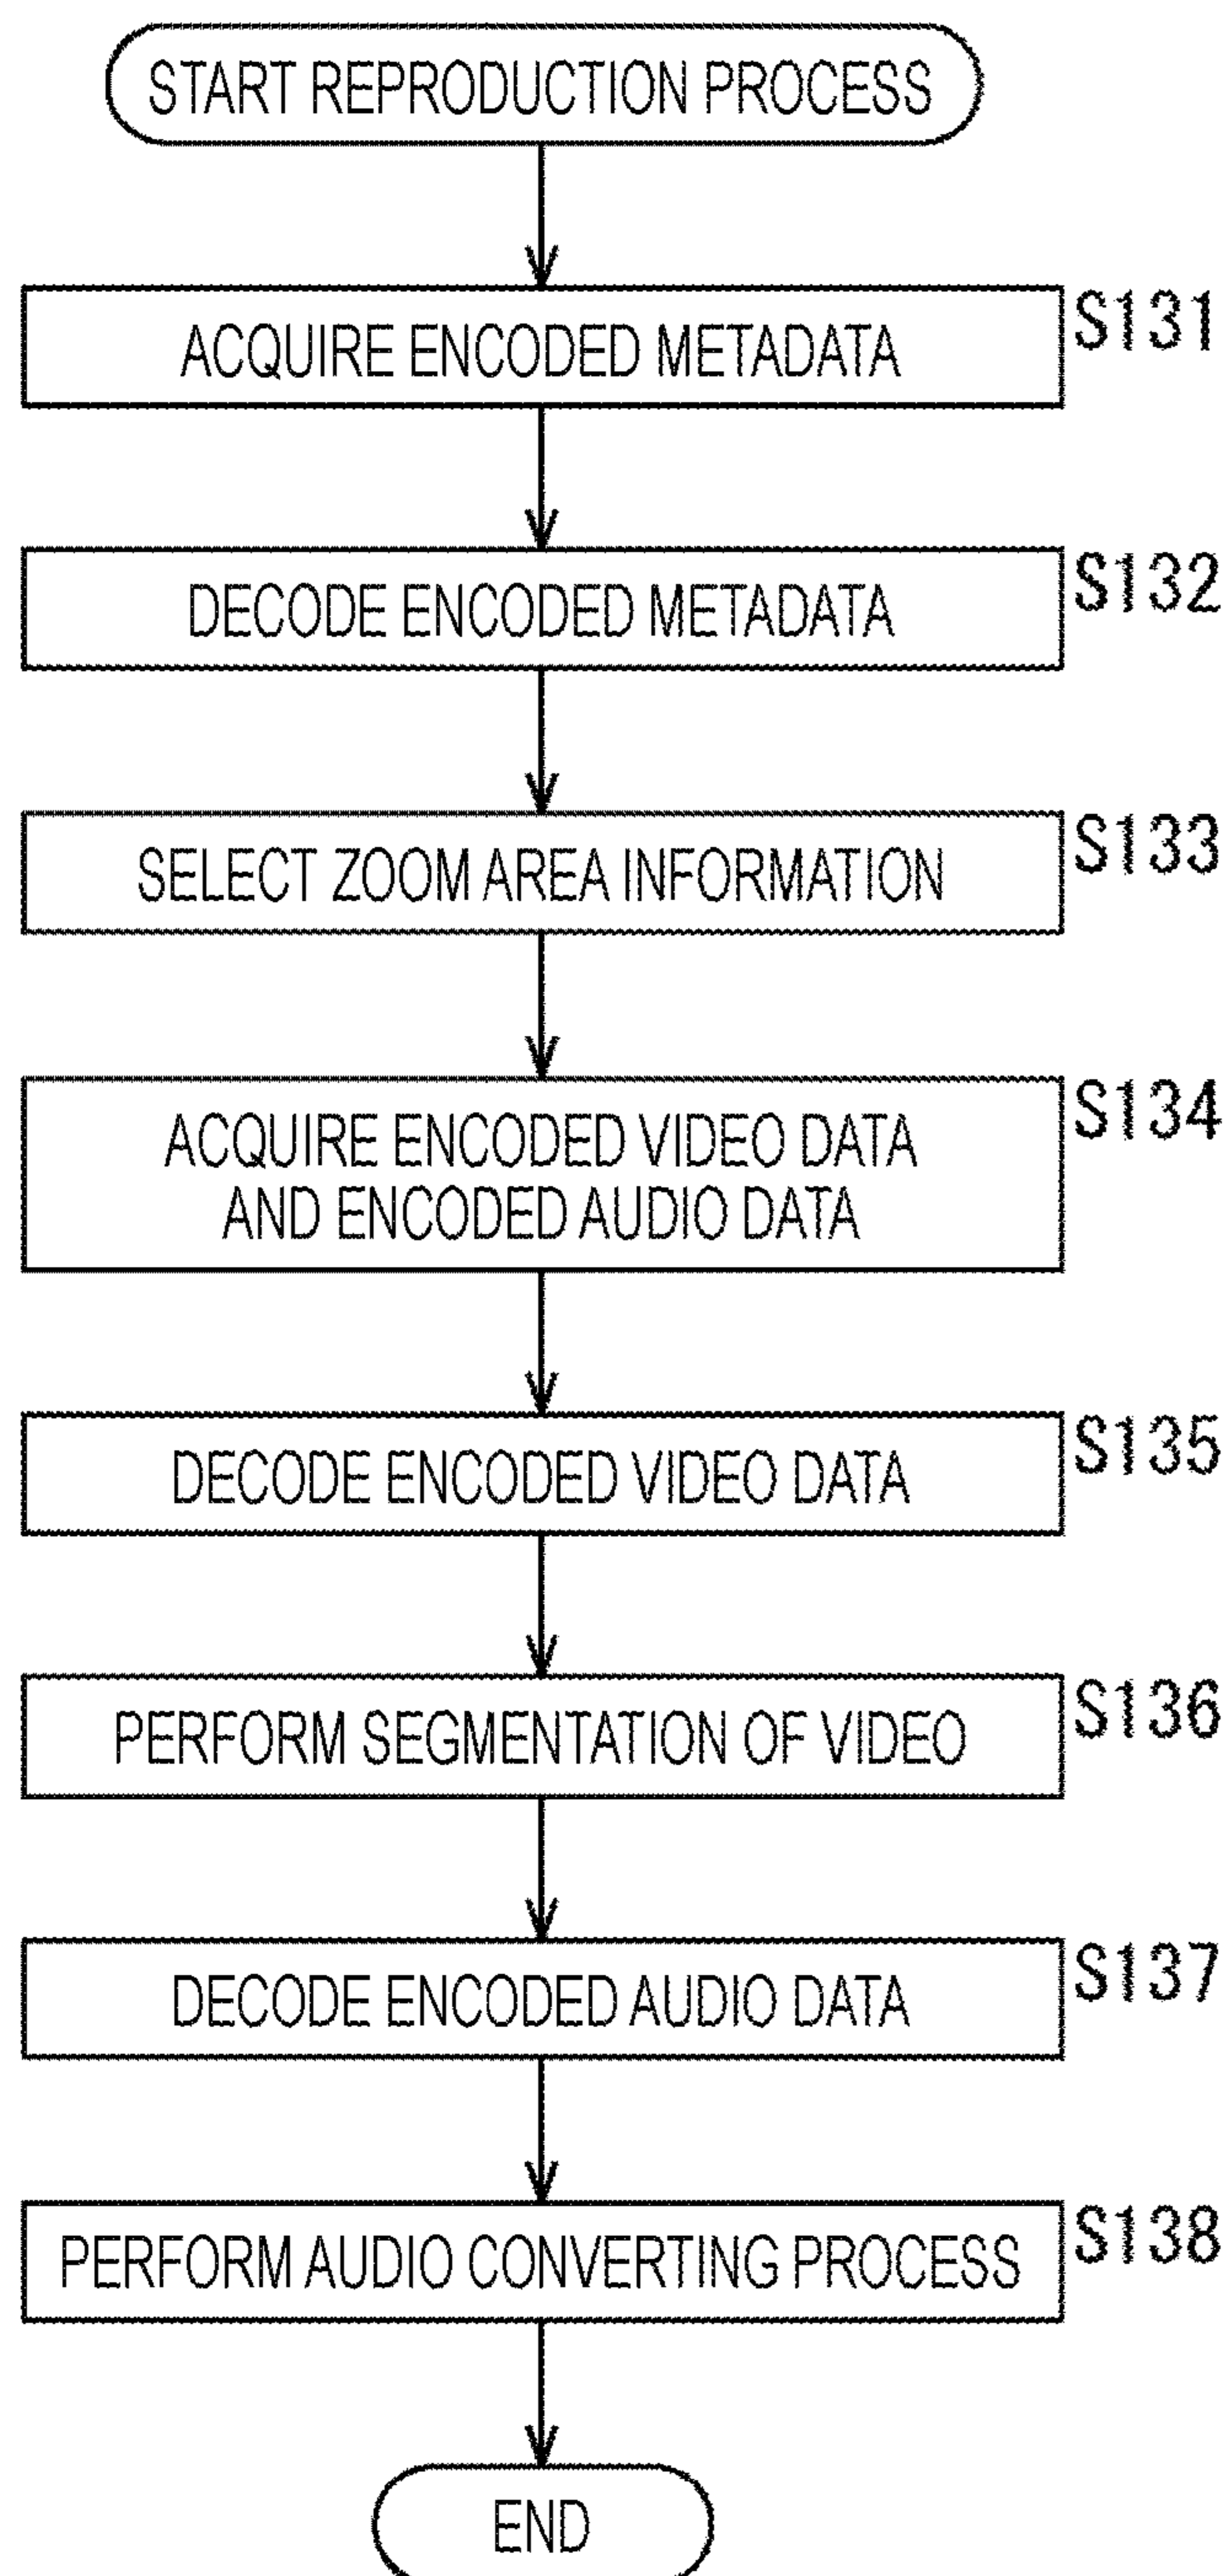 START REPRODUCTION PROCESS
ACQUIRE ENCODED METADATA
S131
DECODE ENCODED METADATA
S132
SELECT ZOOM AREA INFORMATION
S133
ACQUIRE ENCODED VIDEO DATA
AND ENCODED AUDIO DATA
S134
DECODE ENCODED VIDEO DATA
S135
PERFORM SEGMENTATION OF VIDEO
S136
DECODE ENCODED AUDIO DATA
S137
PERFORM AUDIO CONVERTING PROCESS
S138
END